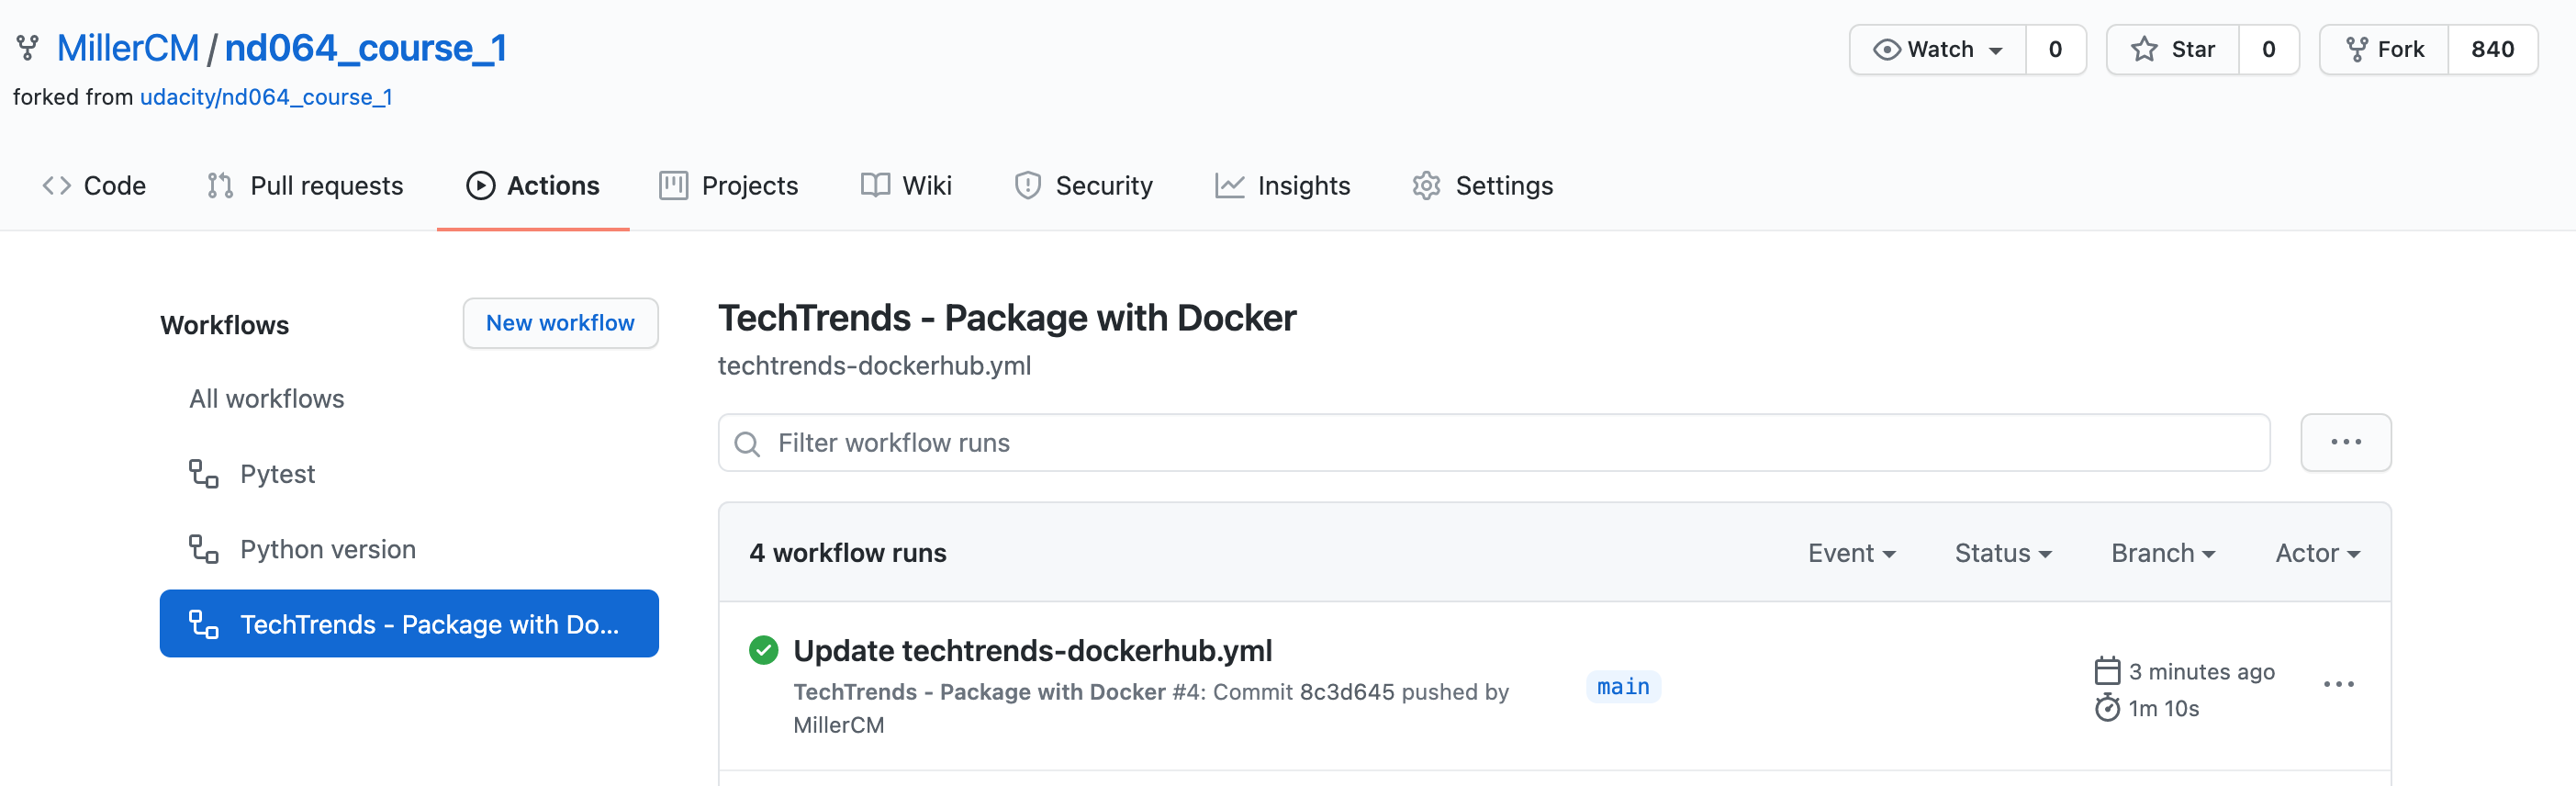 MillerCM / nd064_course_1
Watch 0 Star 0 Fork 840
forked from udacity/nd064_course_1
Code Pull requests Actions Projects Wiki Security Insights Settings
Workflows
New workflow
All workflows
Pytest
Python version
TechTrends - Package with Do...
TechTrends - Package with Docker
techtrends-dockerhub.yml
Filter workflow runs
4 workflow runs
Event Status Branch Actor
Update techtrends-dockerhub.yml
TechTrends - Package with Docker #4: Commit 8c3d645 pushed by
MillerCM
main
3 minutes ago
1m 10s